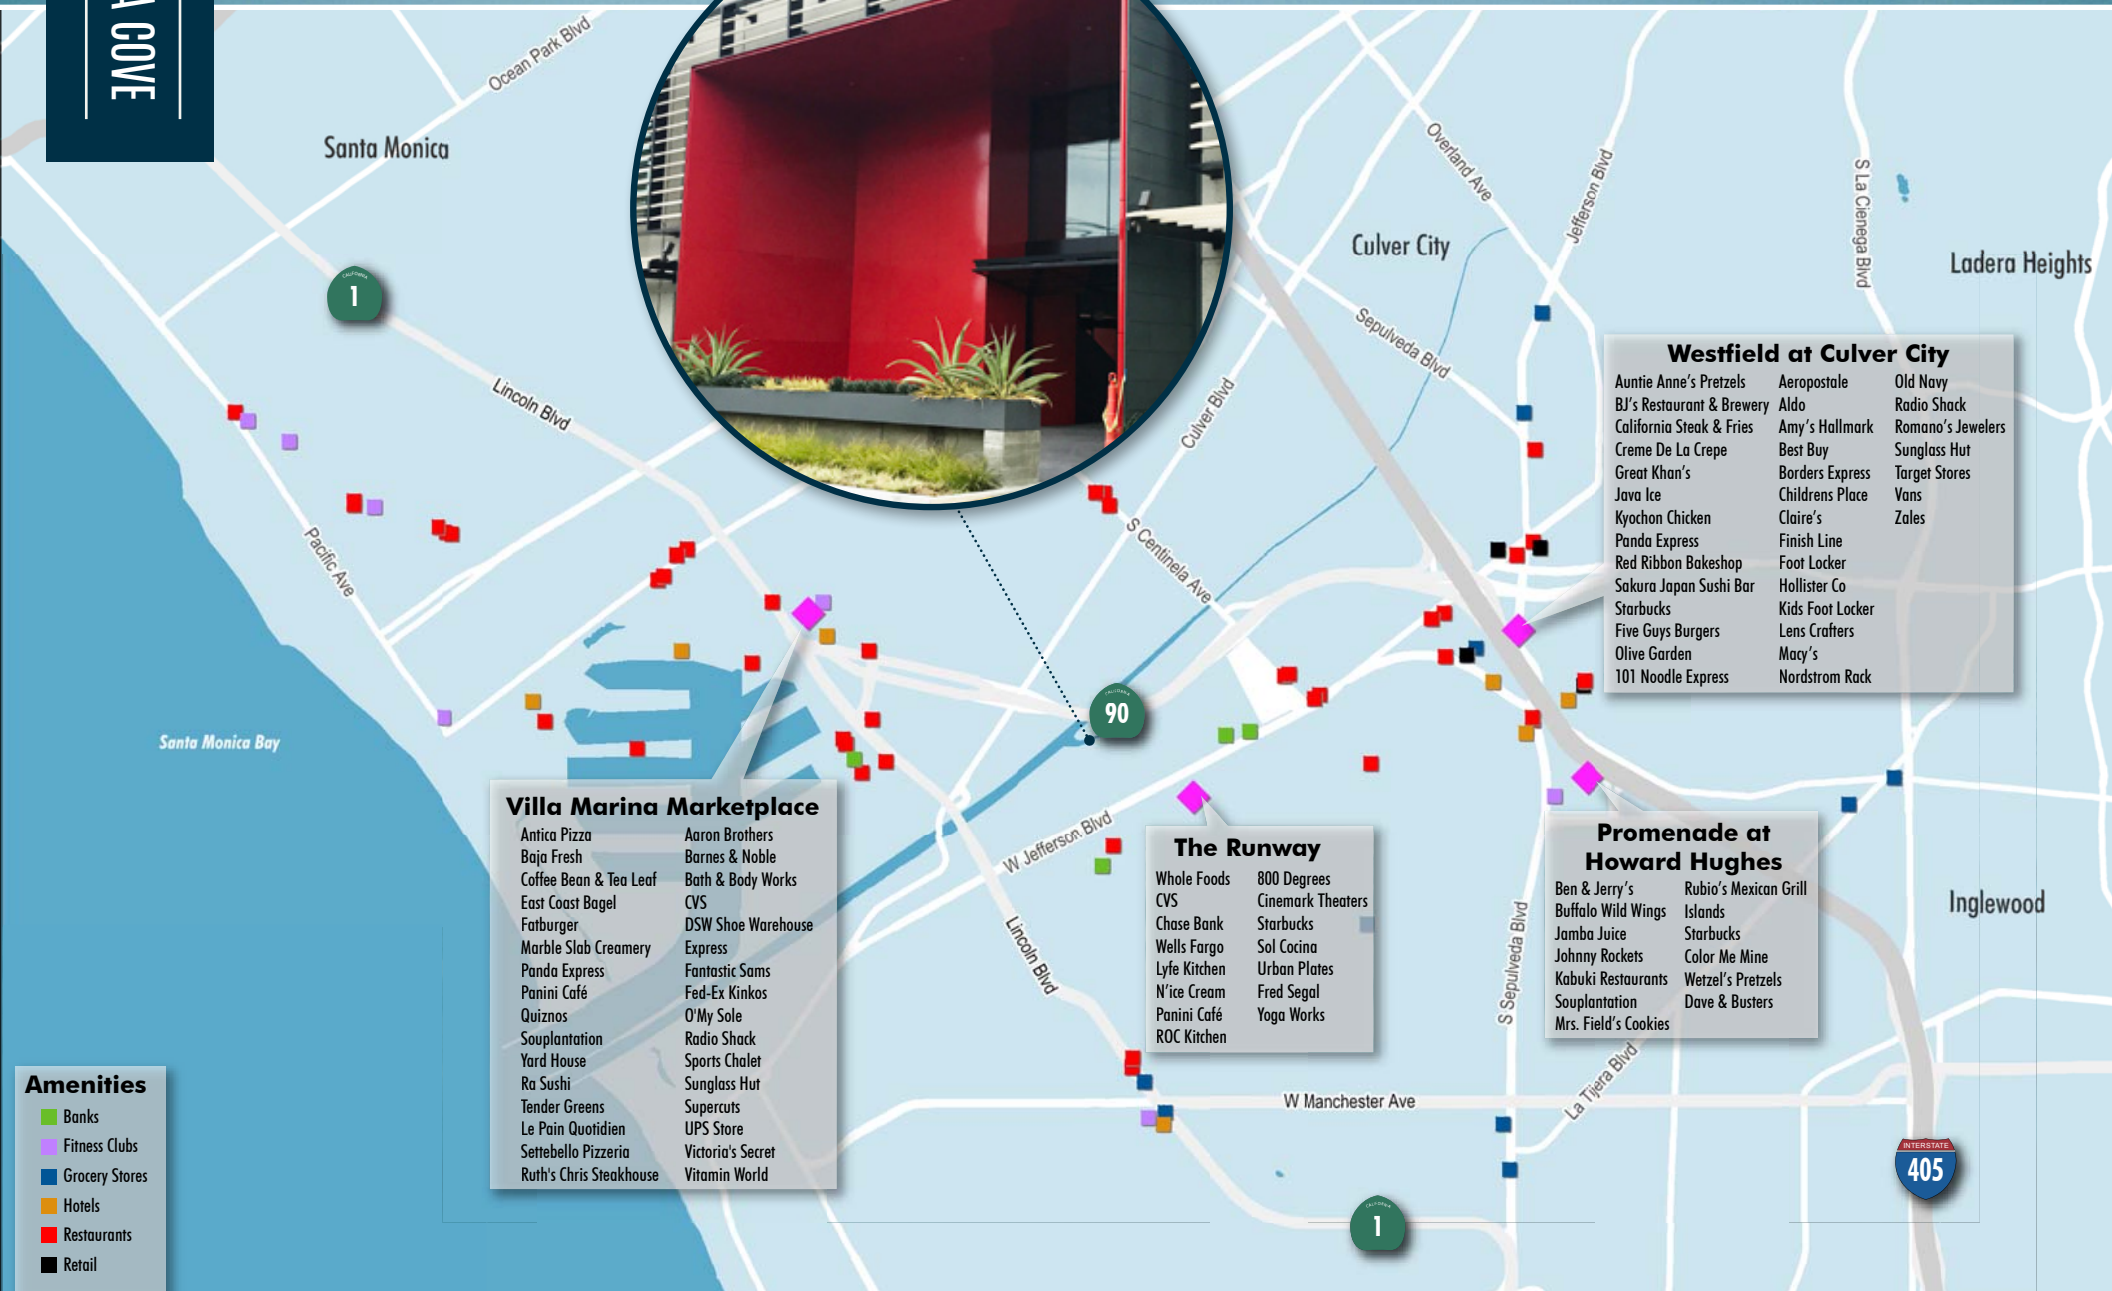 A COVE
Ocean Park Blvd
Santa Monica
CALIFORNIA
1
Lincoln Blvd
Pacific Ave
Santa Monica Bay
Overland Ave
Jefferson Blvd
S La Cienega Blvd
Culver City
Ladera Heights
Sepulveda Blvd
Culver Blvd
S Centinela Ave
CALIFORNIA
90
W Jefferson Blvd
Lincoln Blvd
S Sepulveda Blvd
La Tijera Blvd
W Manchester Ave
Inglewood
INTERSTATE
405
CALIFORNIA
1
Westfield at Culver City
Auntie Anne's Pretzels
BJ's Restaurant & Brewery
California Steak & Fries
Creme De La Crepe
Great Khan's
Java Ice
Kyochon Chicken
Panda Express
Red Ribbon Bakeshop
Sakura Japan Sushi Bar
Starbucks
Five Guys Burgers
Olive Garden
101 Noodle Express
Aeropostale
Aldo
Amy's Hallmark
Best Buy
Borders Express
Childrens Place
Claire's
Finish Line
Foot Locker
Hollister Co
Kids Foot Locker
Lens Crafters
Macy's
Nordstrom Rack
Old Navy
Radio Shack
Romano's Jewelers
Sunglass Hut
Target Stores
Vans
Zales
Villa Marina Marketplace
Antica Pizza
Baja Fresh
Coffee Bean & Tea Leaf
East Coast Bagel
Fatburger
Marble Slab Creamery
Panda Express
Panini Café
Quiznos
Souplantation
Yard House
Ra Sushi
Tender Greens
Le Pain Quotidien
Settebello Pizzeria
Ruth's Chris Steakhouse
Aaron Brothers
Barnes & Noble
Bath & Body Works
CVS
DSW Shoe Warehouse
Express
Fantastic Sams
Fed-Ex Kinkos
O'My Sole
Radio Shack
Sports Chalet
Sunglass Hut
Supercuts
UPS Store
Victoria's Secret
Vitamin World
The Runway
Whole Foods
CVS
Chase Bank
Wells Fargo
Lyfe Kitchen
N'ice Cream
Panini Café
ROC Kitchen
800 Degrees
Cinemark Theaters
Starbucks
Sol Cocina
Urban Plates
Fred Segal
Yoga Works
Promenade at
Howard Hughes
Ben & Jerry's
Buffalo Wild Wings
Jamba Juice
Johnny Rockets
Kabuki Restaurants
Souplantation
Mrs. Field's Cookies
Rubio's Mexican Grill
Islands
Starbucks
Color Me Mine
Wetzel's Pretzels
Dave & Busters
Amenities
Banks
Fitness Clubs
Grocery Stores
Hotels
Restaurants
Retail